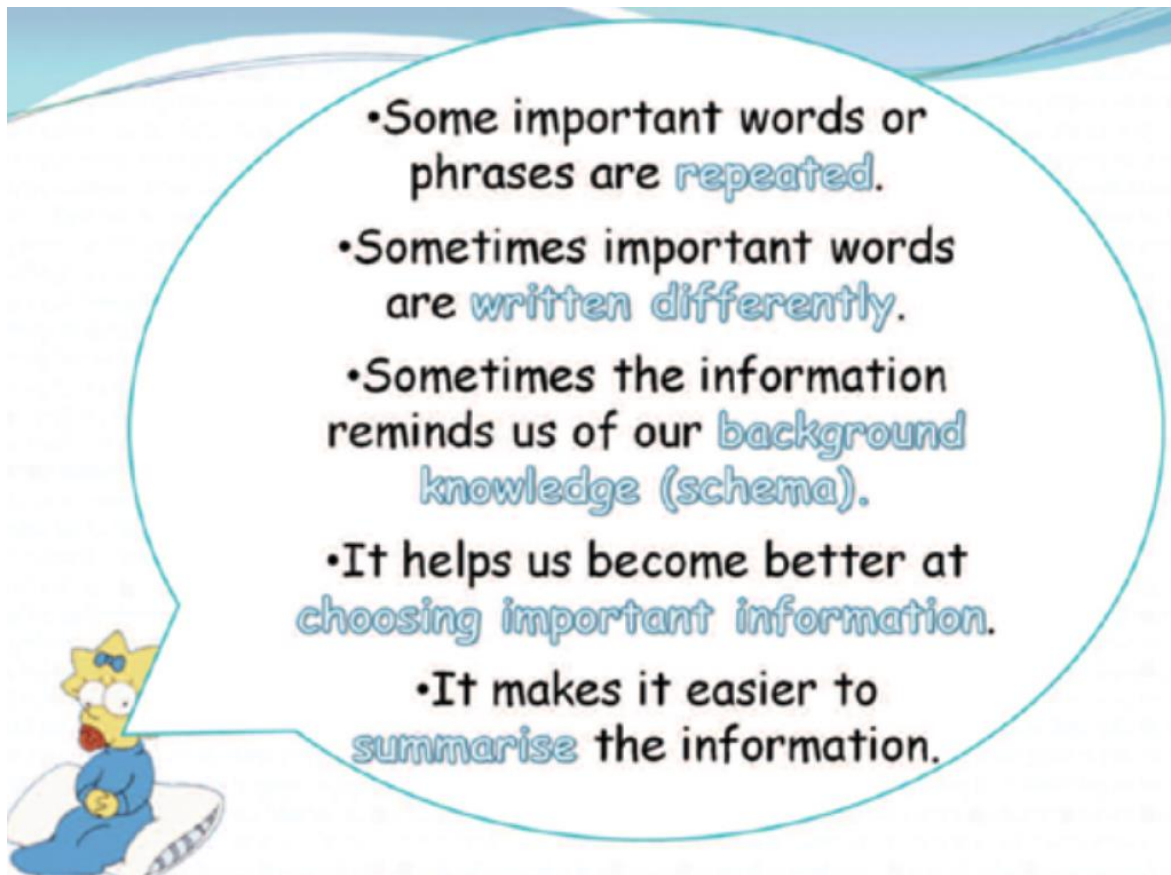 •Some important words or
phrases are repeated.
•Sometimes important words
are written differently.
•Sometimes the information
reminds us of our background
knowledge (schema).
•It helps us become better at
choosing important information.
•It makes it easier to
summarise the information.